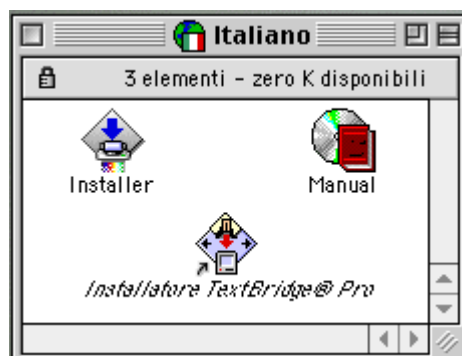 Italiano
3 elementi - zero K disponibili
Installer
Manual
Installatore TextBridge® Pro